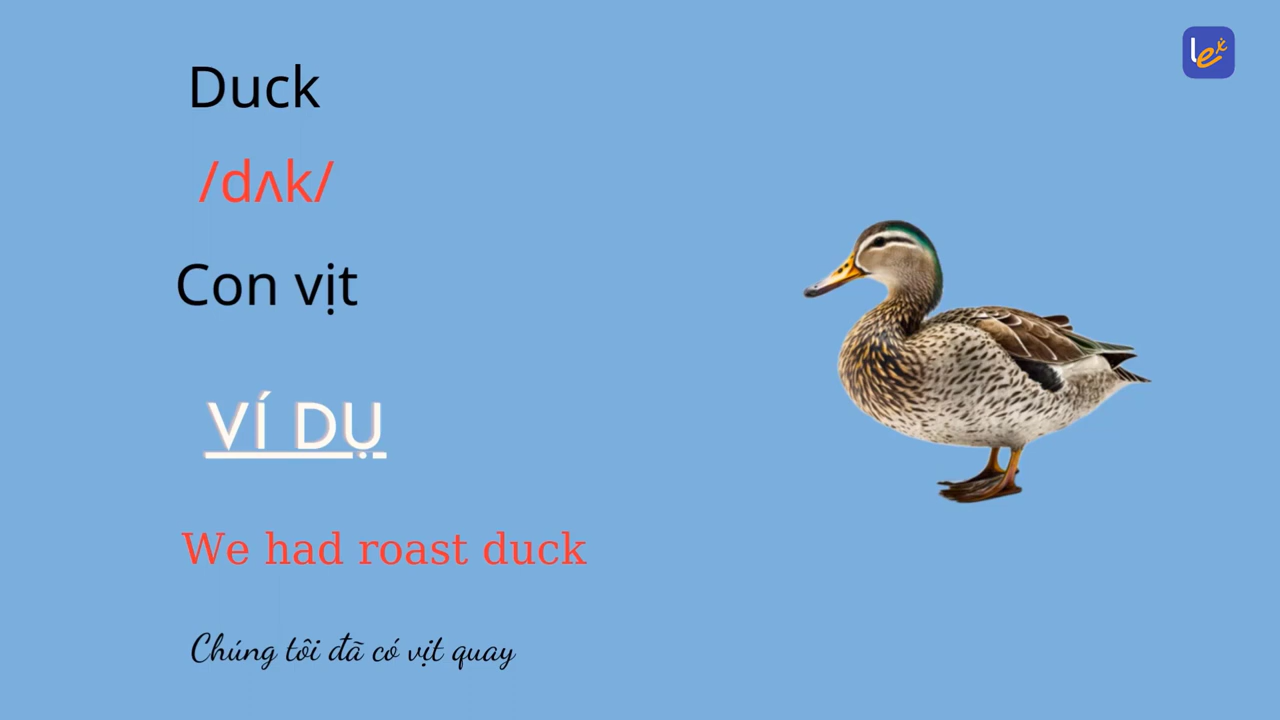 Duck
/dʌk/
Con vịt
VÍ DỤ
We had roast duck
Chúng tôi đã có vịt quay